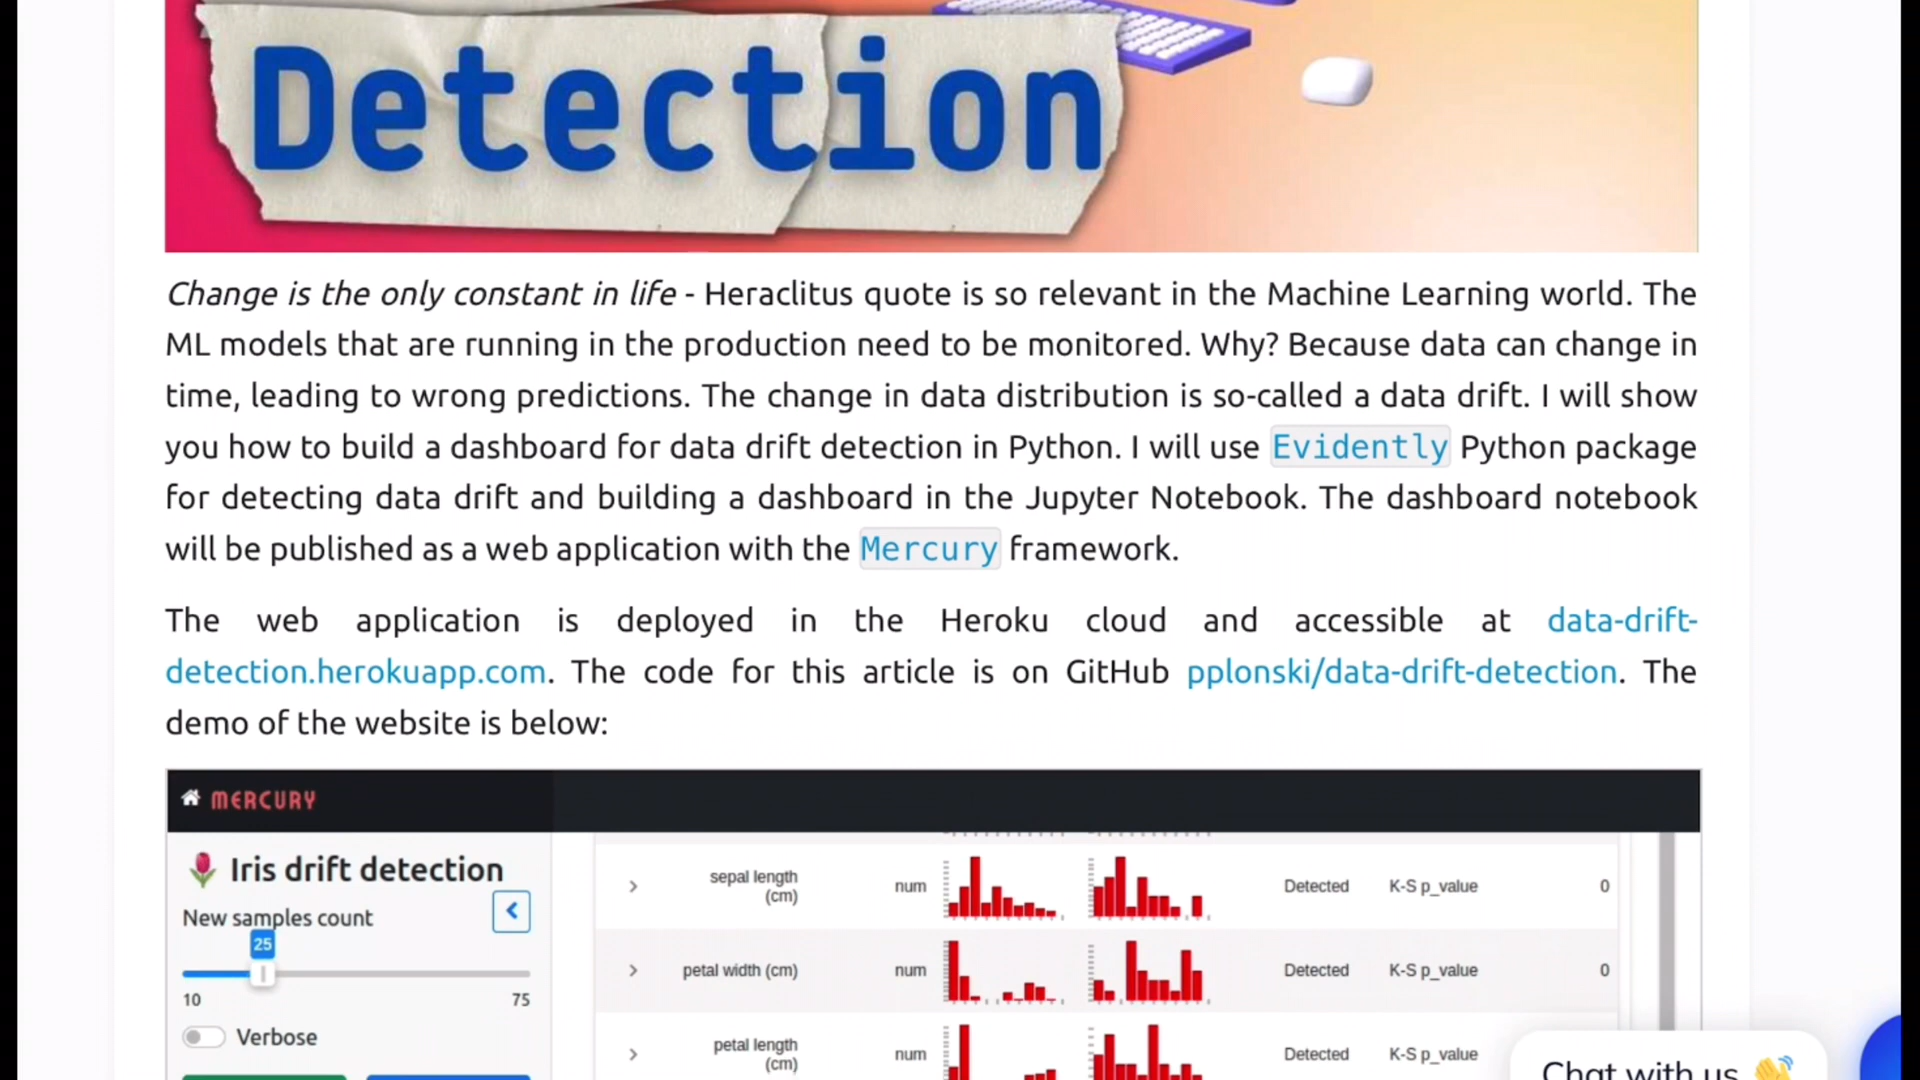 Detection
Change is the only constant in life - Heraclitus quote is so relevant in the Machine Learning world. The
ML models that are running in the production need to be monitored. Why? Because data can change in
time, leading to wrong predictions. The change in data distribution is so-called a data drift. I will show
you how to build a dashboard for data drift detection in Python. I will use Evidently Python package
for detecting data drift and building a dashboard in the Jupyter Notebook. The dashboard notebook
will be published as a web application with the Mercury framework.
The web application is deployed in the Heroku cloud and accessible at data-drift-
detection.herokuapp.com. The code for this article is on GitHub pplonski/data-drift-detection. The
demo of the website is below:
MERCURY
Iris drift detection
New samples count
25
10 75
Verbose
sepal length
(cm) num Detected K-S p_value 0
petal width (cm) num Detected K-S p_value 0
petal length
(cm) num Detected K-S p_value
Chat with us